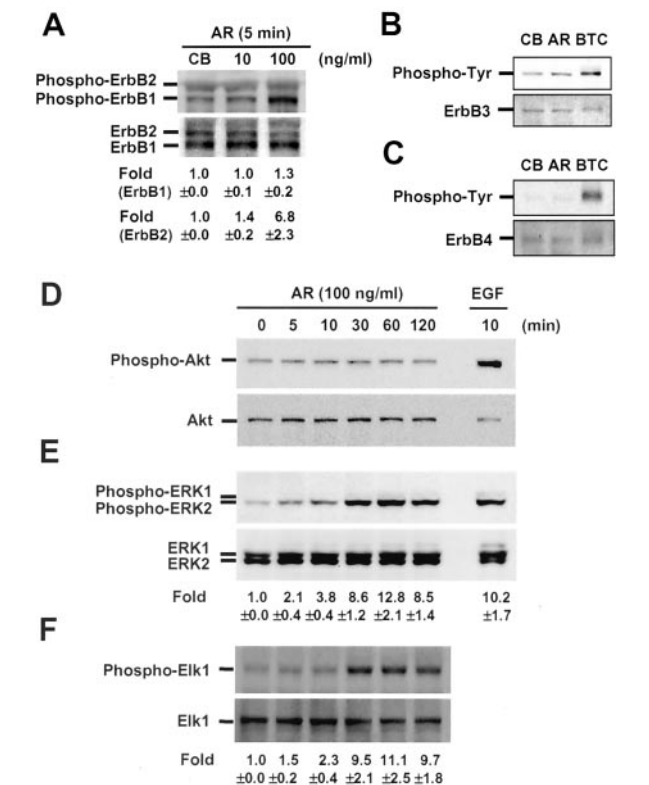 A
AR (5 min)
CB 10 100 (ng/ml)
Phospho-ErbB2
Phospho-ErbB1
ErbB2
ErbB1
Fold 1.0 1.0 1.3
(ErbB1) ±0.0 ±0.1 ±0.2
Fold 1.0 1.4 6.8
(ErbB2) ±0.0 ±0.2 ±2.3
B
CB AR BTC
Phospho-Tyr
ErbB3
C
CB AR BTC
Phospho-Tyr
ErbB4
D
AR (100 ng/ml) EGF
0 5 10 30 60 120 10 (min)
Phospho-Akt
Akt
E
Phospho-ERK1
Phospho-ERK2
ERK1
ERK2
Fold 1.0 2.1 3.8 8.6 12.8 8.5 10.2
±0.0 ±0.4 ±0.4 ±1.2 ±2.1 ±1.4 ±1.7
F
Phospho-Elk1
Elk1
Fold 1.0 1.5 2.3 9.5 11.1 9.7
±0.0 ±0.2 ±0.4 ±2.1 ±2.5 ±1.8